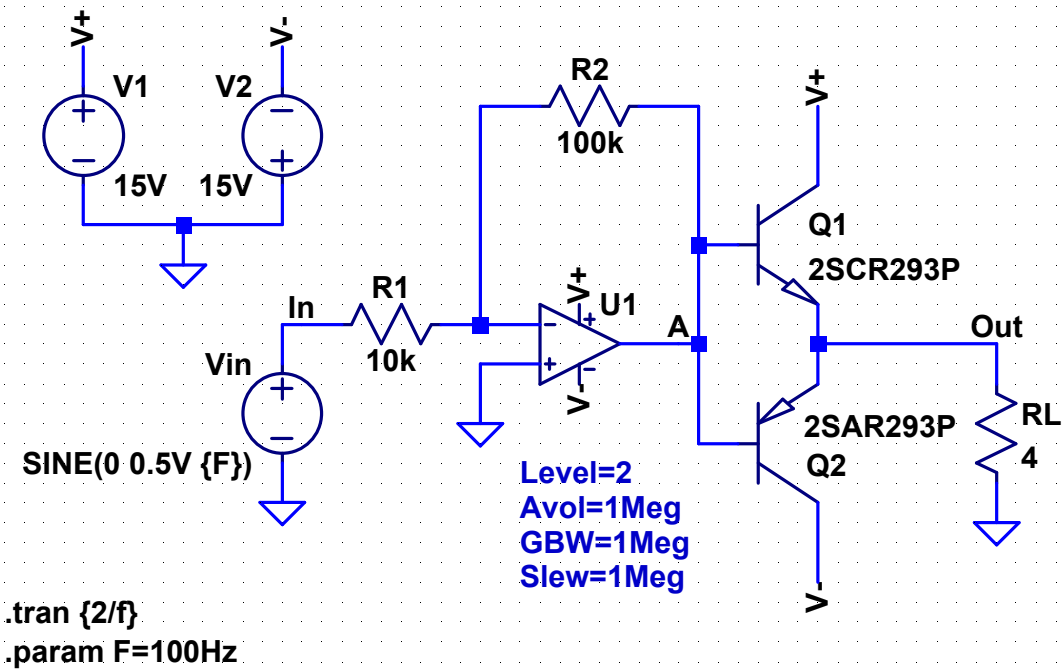 V+
V-
V1
V2
15V
15V
R2
100k
V+
Q1
2SCR293P
In
R1
10k
V+
U1
A
Out
Vin
V-
2SAR293P
Q2
RL
4
SINE(0 0.5V {F})
Level=2
Avol=1Meg
GBW=1Meg
Slew=1Meg
V-
.tran {2/f}
.param F=100Hz